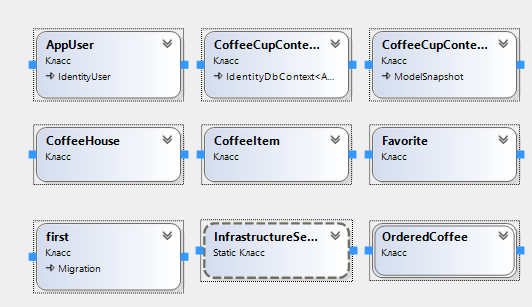 AppUser
Класс
IdentityUser
CoffeeCupConte...
Класс
IdentityDbContext<A...
CoffeeCupConte...
Класс
ModelSnapshot
CoffeeHouse
Класс
CoffeeItem
Класс
Favorite
Класс
first
Класс
Migration
InfrastructureSe...
Static Класс
OrderedCoffee
Класс